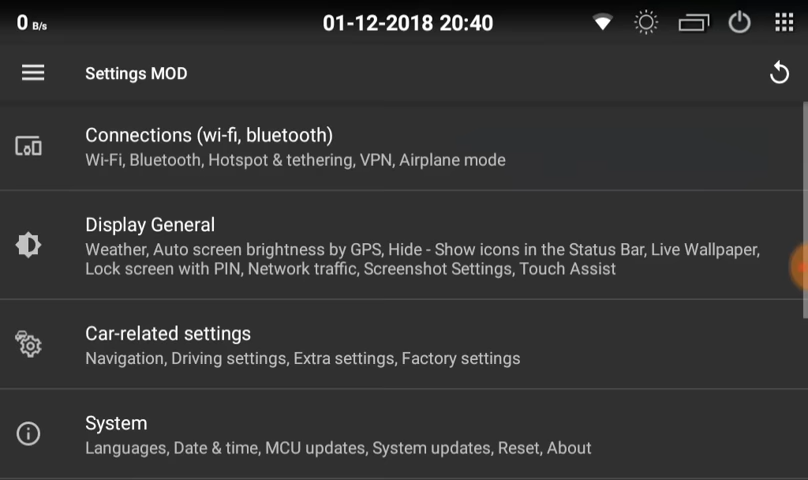 0 B/s
01-12-2018 20:40
Settings MOD
Connections (wi-fi, bluetooth)
Wi-Fi, Bluetooth, Hotspot & tethering, VPN, Airplane mode
Display General
Weather, Auto screen brightness by GPS, Hide - Show icons in the Status Bar, Live Wallpaper,
Lock screen with PIN, Network traffic, Screenshot Settings, Touch Assist
Car-related settings
Navigation, Driving settings, Extra settings, Factory settings
System
Languages, Date & time, MCU updates, System updates, Reset, About